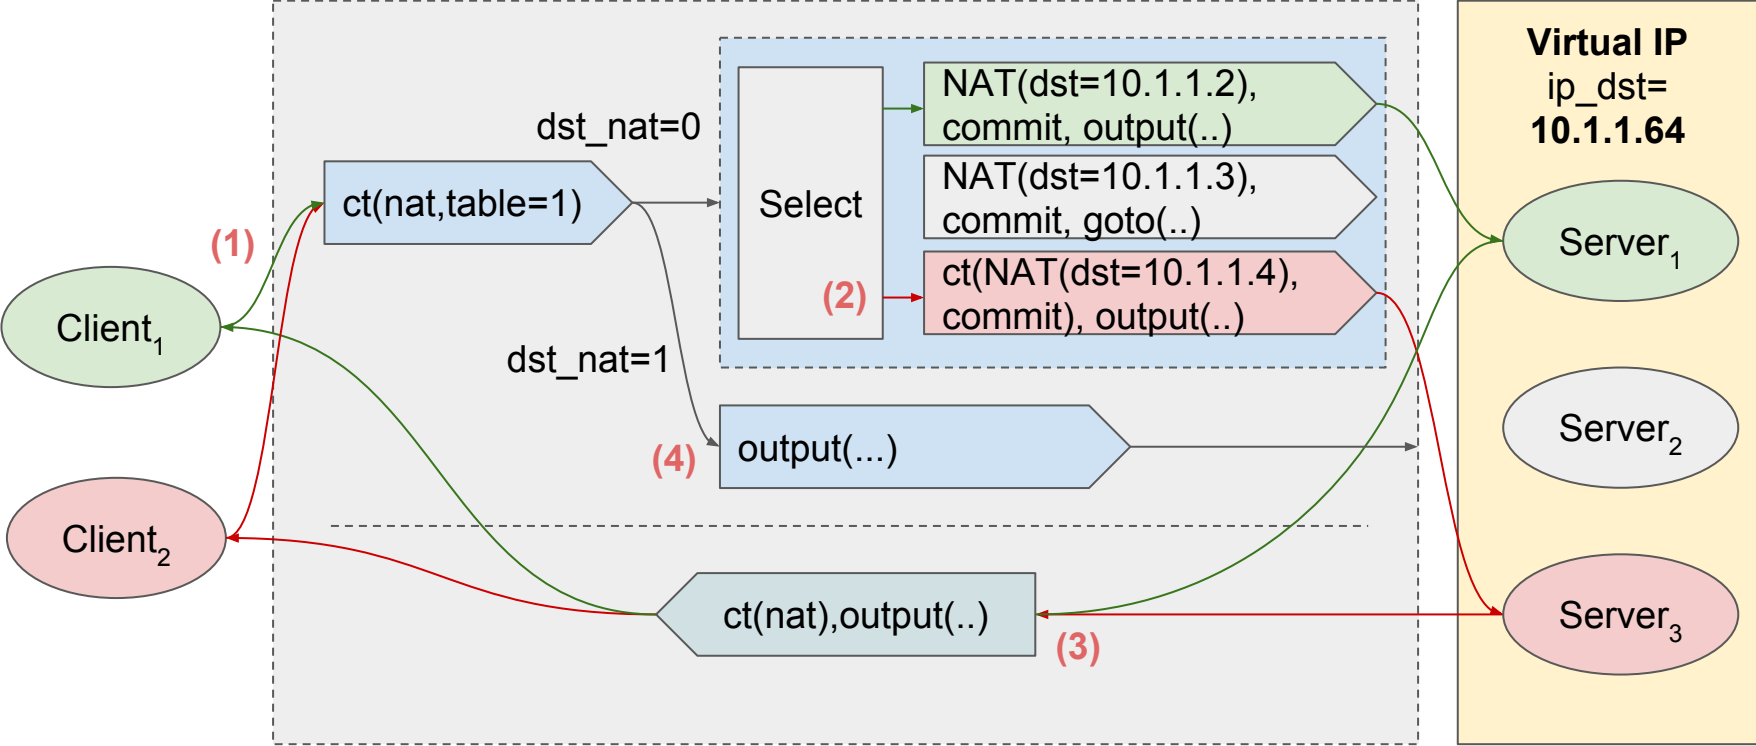 Virtual IP
ip_dst=
10.1.1.64
NAT(dst=10.1.1.2),
commit, output(..)
dst_nat=0
NAT(dst=10.1.1.3),
commit, goto(..)
ct(nat,table=1)
Select
(1)
Server1
ct(NAT(dst=10.1.1.4),
commit), output(..)
(2)
Client1
dst_nat=1
output(...)
(4)
Server2
Client2
ct(nat),output(..)
(3)
Server3